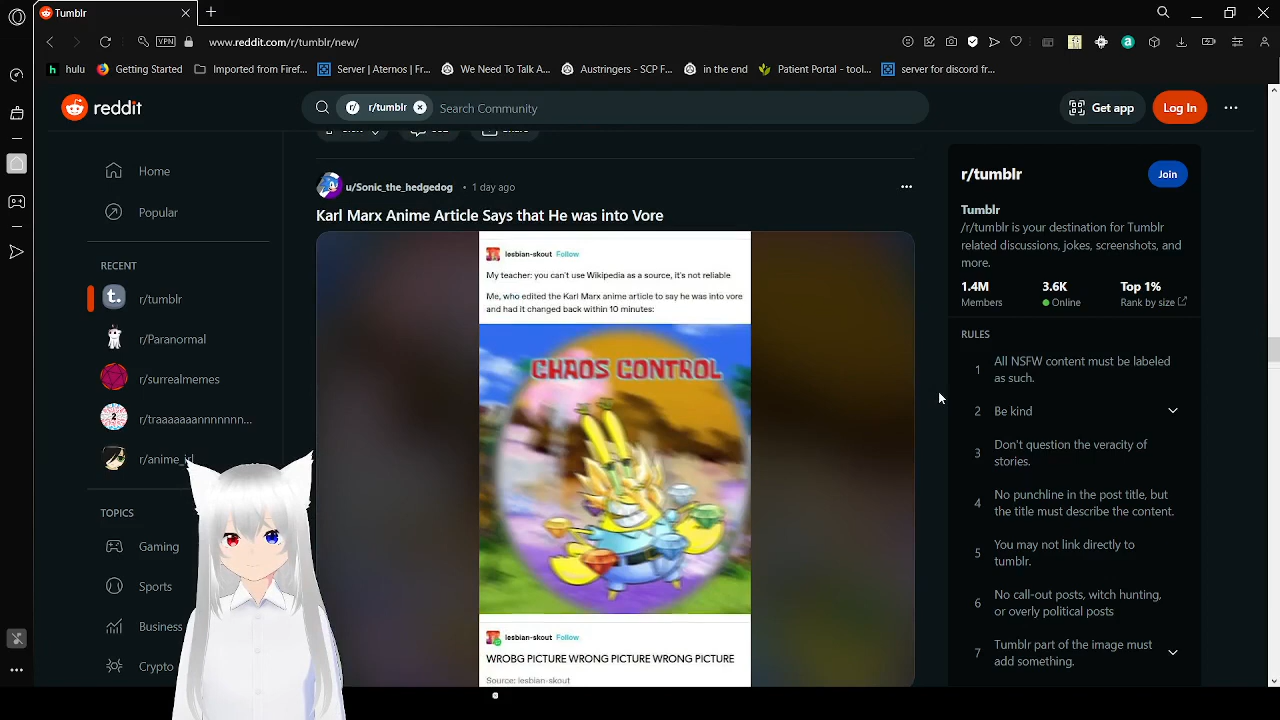 Tumblr
VPN
www.reddit.com/r/tumblr/new/
hulu
Getting Started
Imported from Firef...
Server | Aternos | Fr...
We Need To Talk A...
Austringers - SCP F...
in the end
Patient Portal - tool...
server for discord fr...
reddit
r/tumblr
Search Community
Get app
Log In
Home
Popular
RECENT
r/tumblr
r/Paranormal
r/surrealmemes
r/traaaaaannnnnn...
r/anime_irl
TOPICS
Gaming
Sports
Business
Crypto
u/Sonic_the_hedgedog
• 1 day ago
Karl Marx Anime Article Says that He was into Vore
lesbian-skout Follow
My teacher: you can't use Wikipedia as a source, it's not reliable
Me, who edited the Karl Marx anime article to say he was into vore
and had it changed back within 10 minutes:
CHAOS CONTROL
lesbian-skout Follow
WROBG PICTURE WRONG PICTURE WRONG PICTURE
Source: lesbian-skout
r/tumblr
Join
Tumblr
/r/tumblr is your destination for Tumblr
related discussions, jokes, screenshots, and
more.
1.4M
Members
3.6K
Online
Top 1%
Rank by size
RULES
1
All NSFW content must be labeled
as such.
2
Be kind
3
Don't question the veracity of
stories.
4
No punchline in the post title, but
the title must describe the content.
5
You may not link directly to
tumblr.
6
No call-out posts, witch hunting,
or overly political posts
7
Tumblr part of the image must
add something.